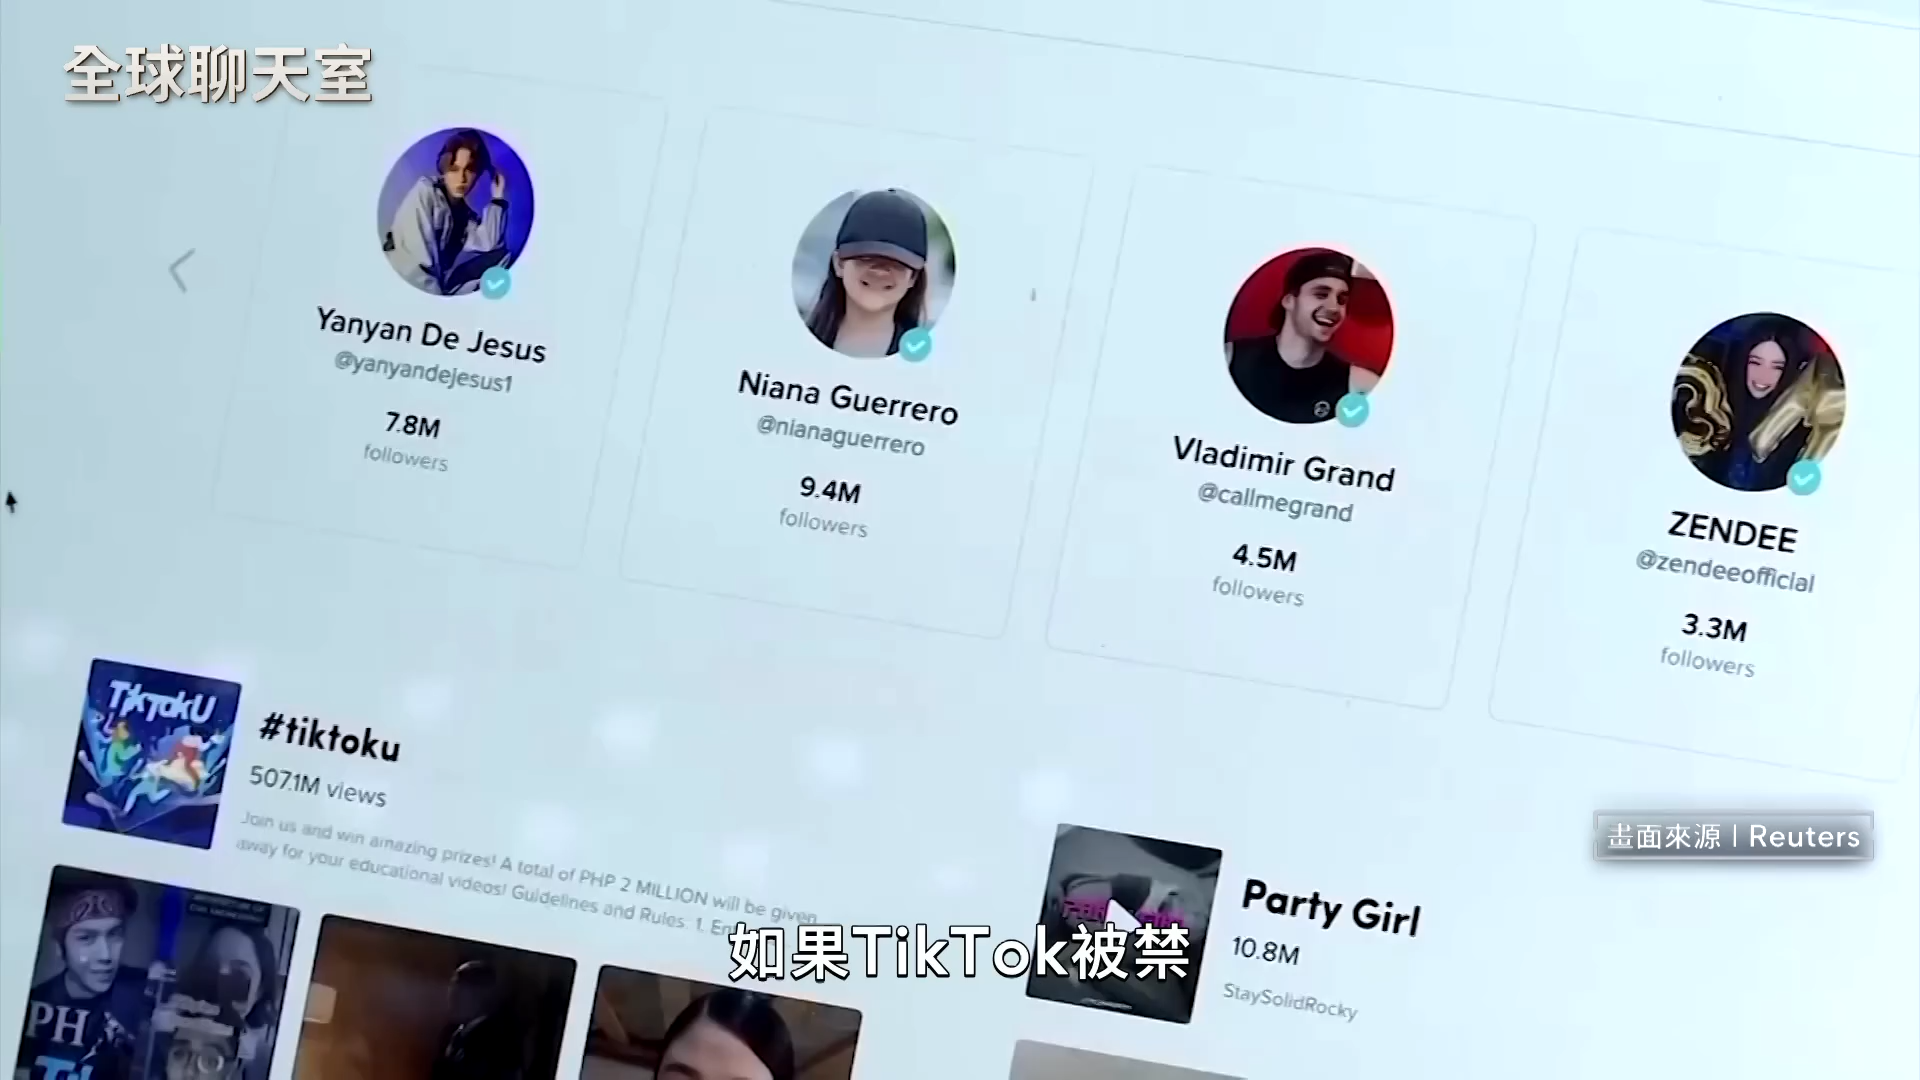 全球聊天室
Yanyan De Jesus
@yanyandejesus1
7.8M
followers
Niana Guerrero
@nianaguerrero
9.4M
followers
Vladimir Grand
@callmegrand
4.5M
followers
ZENDEE
@zendeeofficial
3.3M
followers
TikTokU
#tiktoku
507.1M views
Join us and win amazing prizes! A total of PHP 2 MILLION will be given
away for your educational videos! Guidelines and Rules: 1.
畫面來源 | Reuters
Party Girl
10.8M
StaySolidRocky
如果TikTok被禁
PH